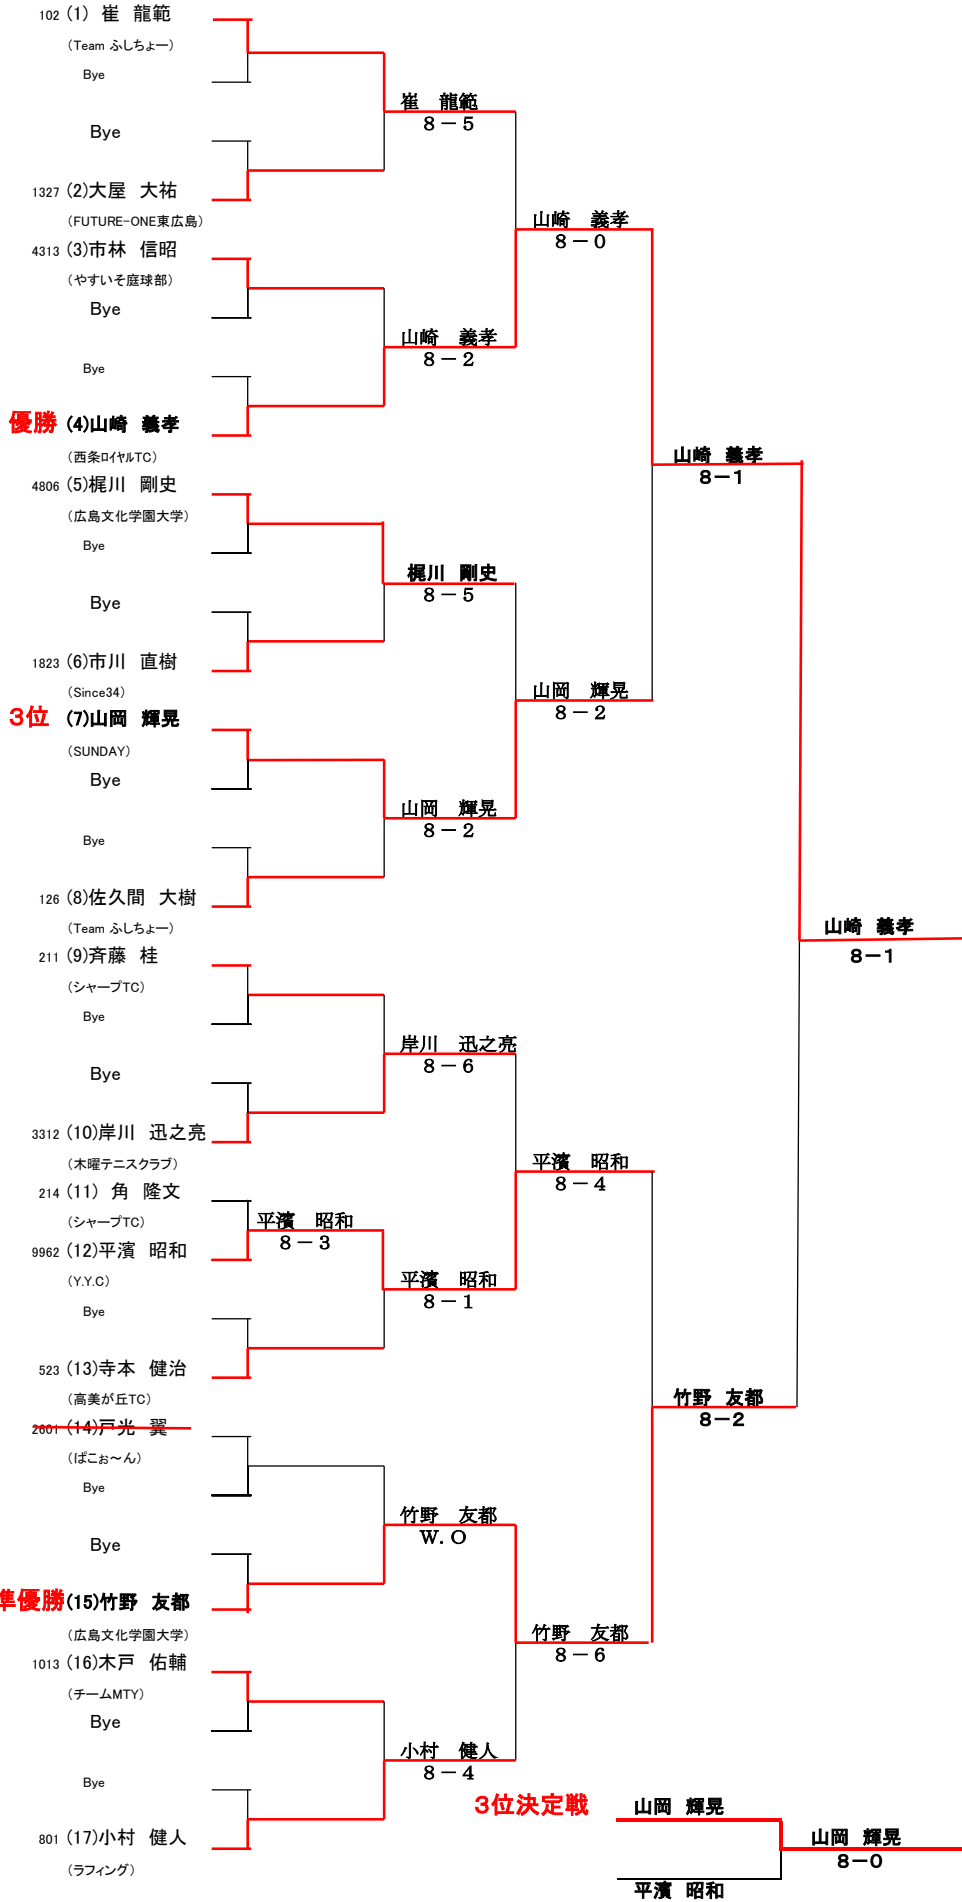 102 (1) 崔 龍範
(Team ふしちょー)
Bye
Bye
1327 (2)大屋 大祐
(FUTURE-ONE東広島)
4313 (3)市林 信昭
(やすいそ庭球部)
Bye
Bye
優勝 (4)山崎 義孝
(西条ﾛｲﾔﾙTC)
4806 (5)梶川 剛史
(広島文化学園大学)
Bye
Bye
1823 (6)市川 直樹
(Since34)
3位 (7)山岡 輝晃
(SUNDAY)
Bye
Bye
126 (8)佐久間 大樹
(Team ふしちょー)
211 (9)斉藤 桂
(シャープTC)
Bye
Bye
3312 (10)岸川 迅之亮
(木曜テニスクラブ)
214 (11) 角 隆文
(シャープTC)
9962 (12)平濱 昭和
(Y.Y.C)
Bye
523 (13)寺本 健治
(高美が丘TC)
2601 (14)戸光 翼
(ぱこぉ～ん)
Bye
Bye
準優勝 (15)竹野 友都
(広島文化学園大学)
1013 (16)木戸 佑輔
(チームMTY)
Bye
Bye
801 (17)小村 健人
(ラフィング)
平濱 昭和
8－3
崔 龍範
8－5
山崎 義孝
8－2
梶川 剛史
8－5
山岡 輝晃
8－2
岸川 迅之亮
8－6
平濱 昭和
8－1
竹野 友都
W.O
小村 健人
8－4
山崎 義孝
8－0
山岡 輝晃
8－2
平濱 昭和
8－4
竹野 友都
8－6
山崎 義孝
8－1
竹野 友都
8－2
山崎 義孝
8－1
3位決定戦
山岡 輝晃
平濱 昭和
山岡 輝晃
8－0